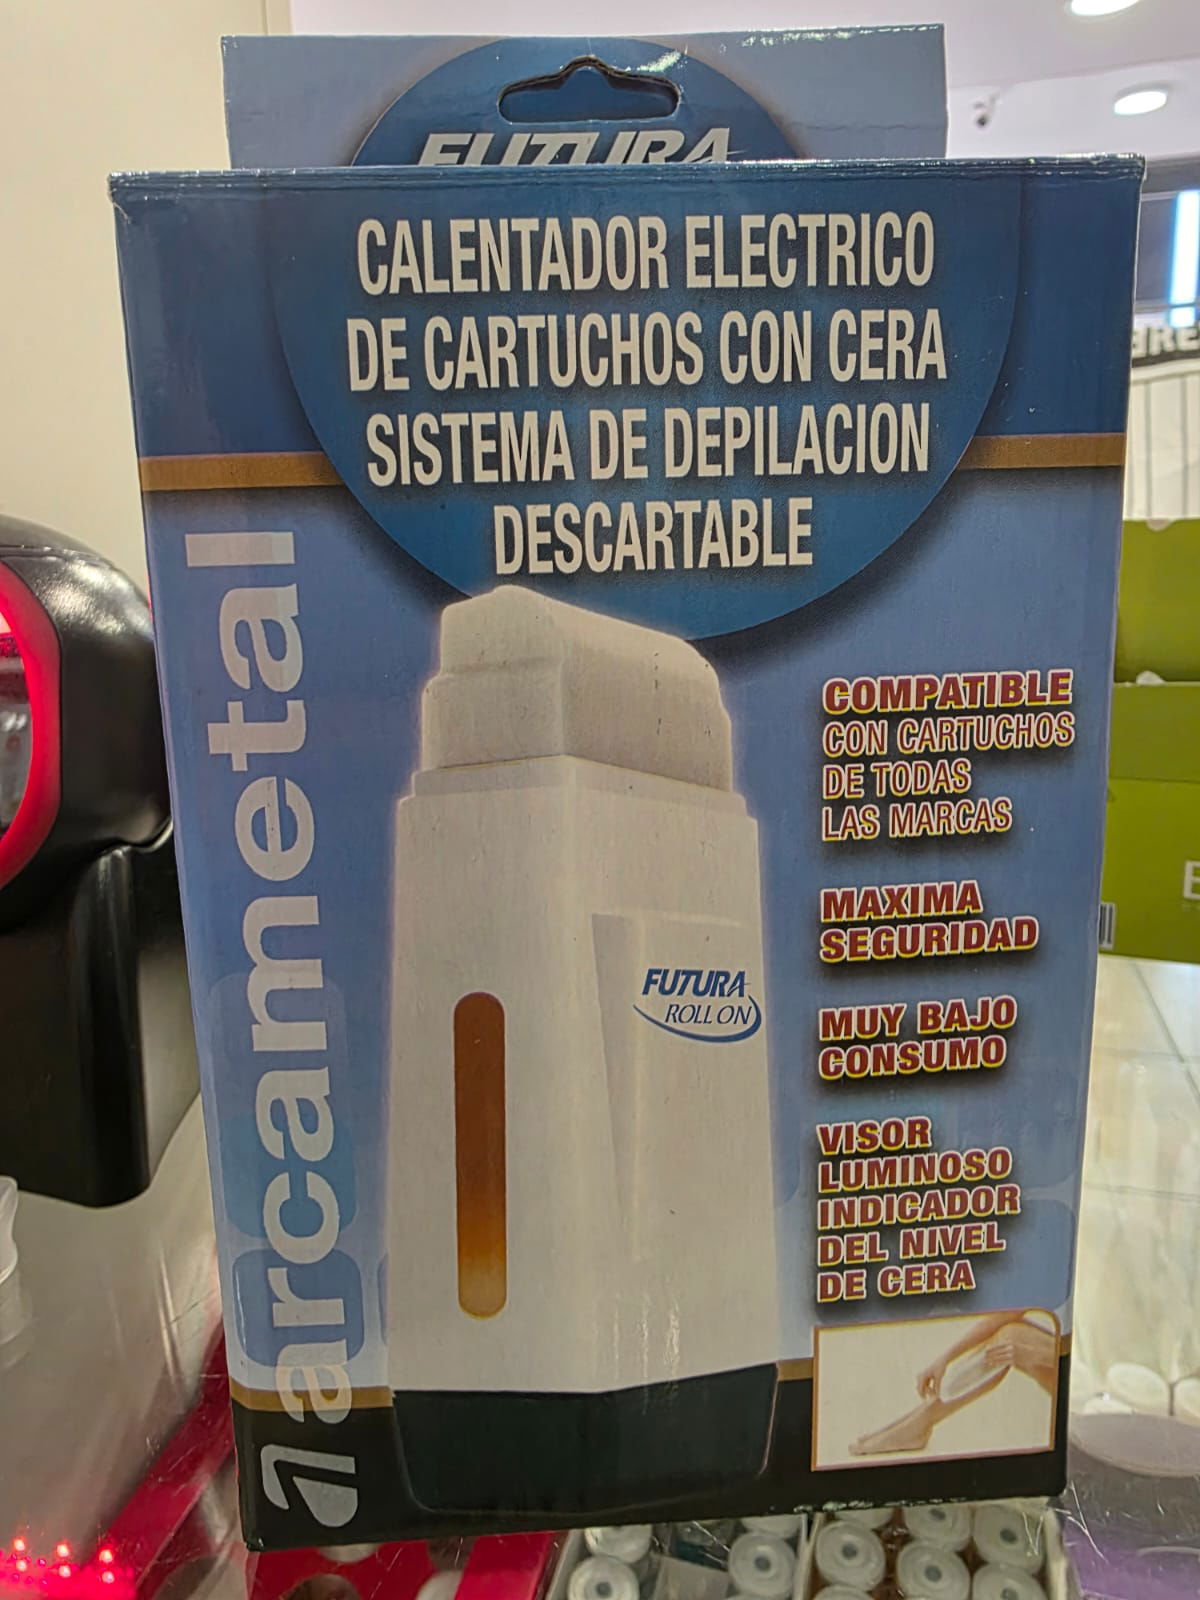 FUTURA
CALENTADOR ELECTRICO
DE CARTUCHOS CON CERA
SISTEMA DE DEPILACION
DESCARTABLE
arcametal
COMPATIBLE
CON CARTUCHOS
DE TODAS
LAS MARCAS
MAXIMA
SEGURIDAD
FUTURA
ROLL ON
MUY BAJO
CONSUMO
VISOR
LUMINOSO
INDICADOR
DEL NIVEL
DE CERA